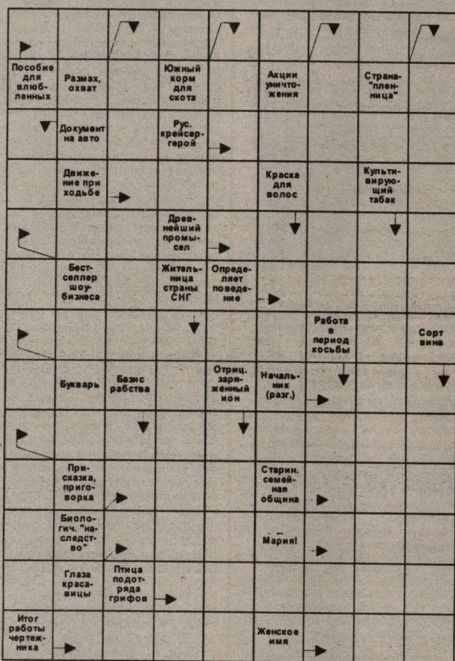 Пособие
для
влюб-
ленных
Размах,
охват
Южный
корм
для
скота
Акции
уничто-
жения
Страна-
"плен-
ница"
Документ
на авто
Рус.
крейсер-
герой
Движе-
ние при
ходьбе
Краска
для
волос
Культи-
вирую-
щий
табак
Древ-
нейший
промы-
сел
Бест-
селлер
шоу-
бизнеса
Житель-
ница
страны
СНГ
Опреде-
ляет
поведе-
ние
Работа
в
период
косьбы
Сорт
вина
Букварь
Базис
рабства
Отриц.
заря-
женный
ион
Началь-
ник
(разг.)
При-
сказка,
приго-
ворка
Старин.
семей-
ная
община
Биоло-
гич. "на-
следст-
во"
...
Мария!
Глаза
краса-
вицы
Птица
подот-
ряда
грифов
Итог
работы
чертеж-
ника
Женское
имя